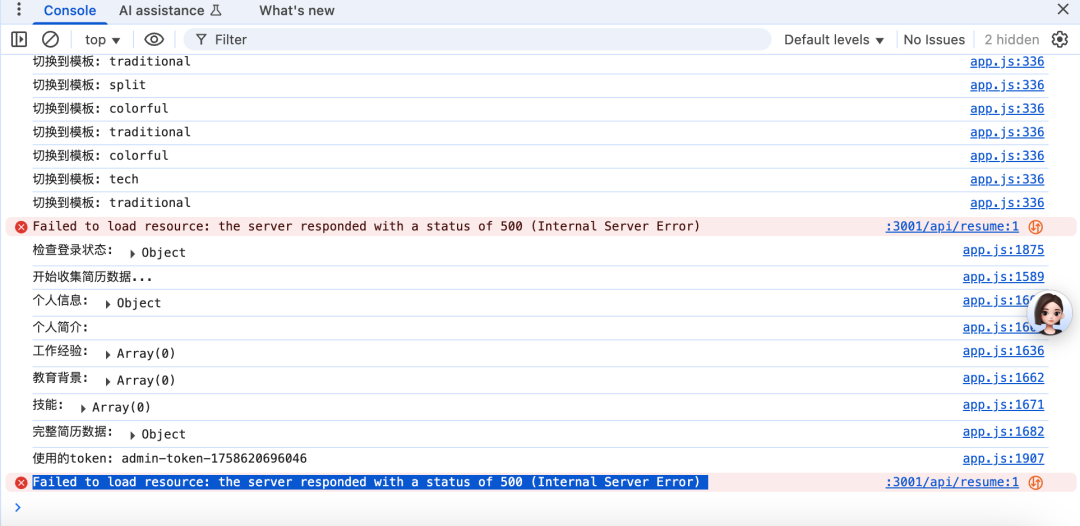 Console AI assistance What's new
top Filter Default levels No Issues 2 hidden
切换到模板: traditional app.js:336
切换到模板: split app.js:336
切换到模板: colorful app.js:336
切换到模板: traditional app.js:336
切换到模板: colorful app.js:336
切换到模板: tech app.js:336
切换到模板: traditional app.js:336
Failed to load resource: the server responded with a status of 500 (Internal Server Error) :3001/api/resume:1
检查登录状态: Object app.js:1875
开始收集简历数据... app.js:1589
个人信息: Object
个人简介:
工作经验: Array(0) app.js:1636
教育背景: Array(0) app.js:1662
技能: Array(0) app.js:1671
完整简历数据: Object app.js:1682
使用的token: admin-token-1758620696046 app.js:1907
Failed to load resource: the server responded with a status of 500 (Internal Server Error) :3001/api/resume:1